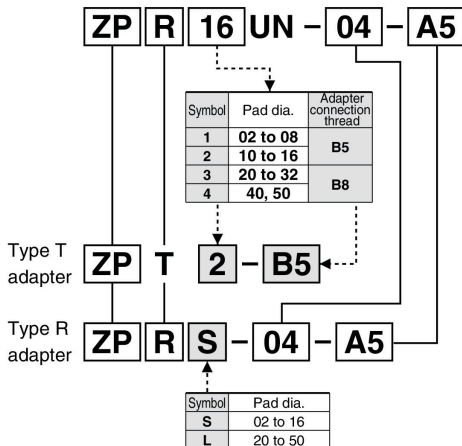 ZP R 16 UN – 04 – A5
Symbol Pad dia. Adapter connection thread
1 02 to 08 B5
2 10 to 16
3 20 to 32 B8
4 40, 50
Type T adapter ZP T 2 – B5
Type R adapter ZP R S – 04 – A5
Symbol Pad dia.
S 02 to 16
L 20 to 50